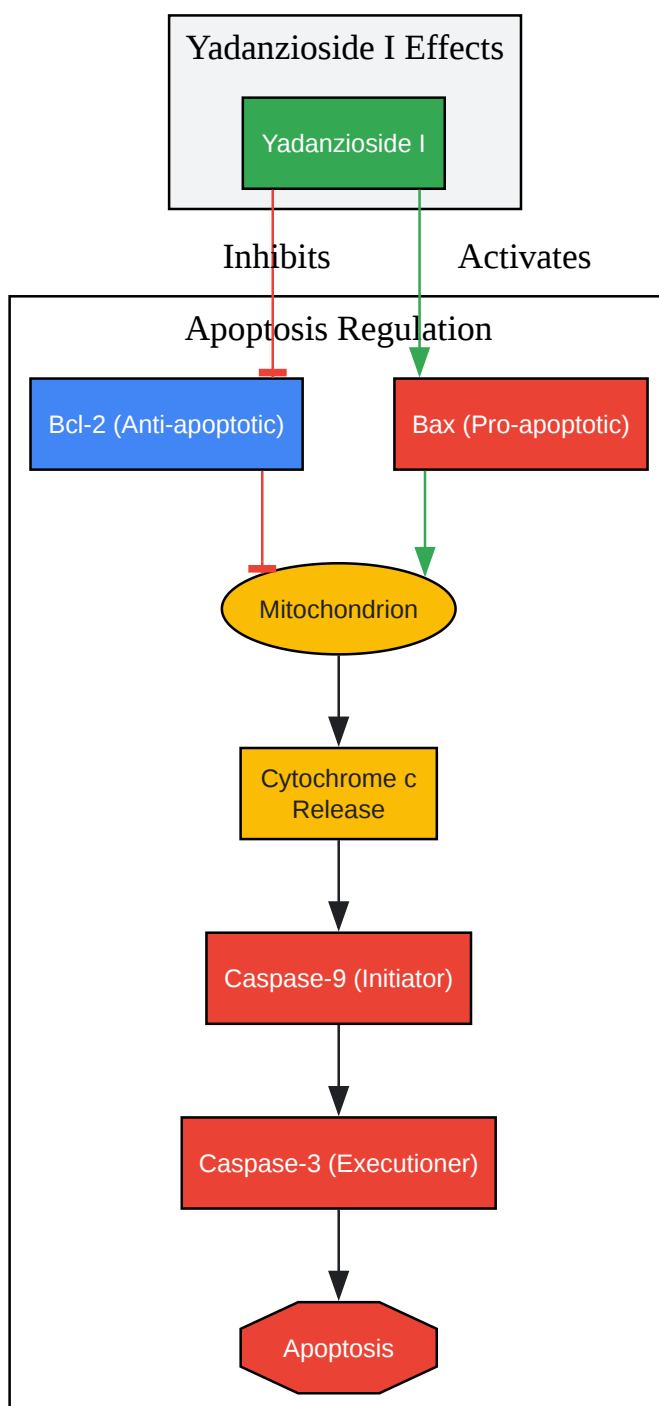 Yadanzioside I Effects
Yadanzioside I
Inhibits
Activates
Apoptosis Regulation
Bcl-2 (Anti-apoptotic)
Bax (Pro-apoptotic)
Mitochondrion
Cytochrome c
Release
Caspase-9 (Initiator)
Caspase-3 (Executioner)
Apoptosis